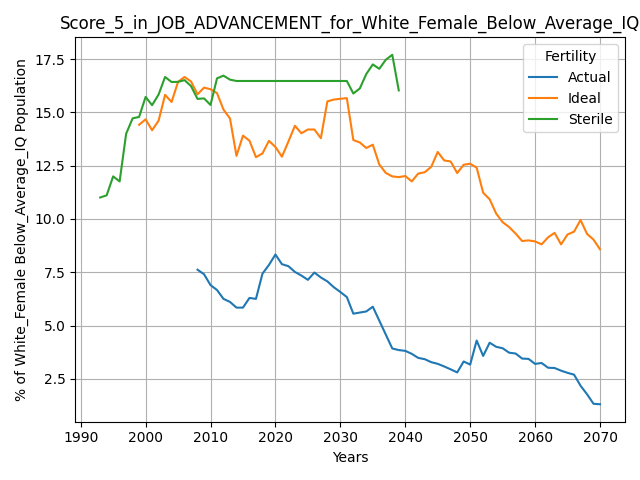 Score_5_in_JOB_ADVANCEMENT_for_White_Female_Below_Average_IQ
% of White_Female Below_Average_IQ Population
17.5
15.0
12.5
10.0
7.5
5.0
2.5
Fertility
Actual
Ideal
Sterile
1990 2000 2010 2020 2030 2040 2050 2060 2070
Years